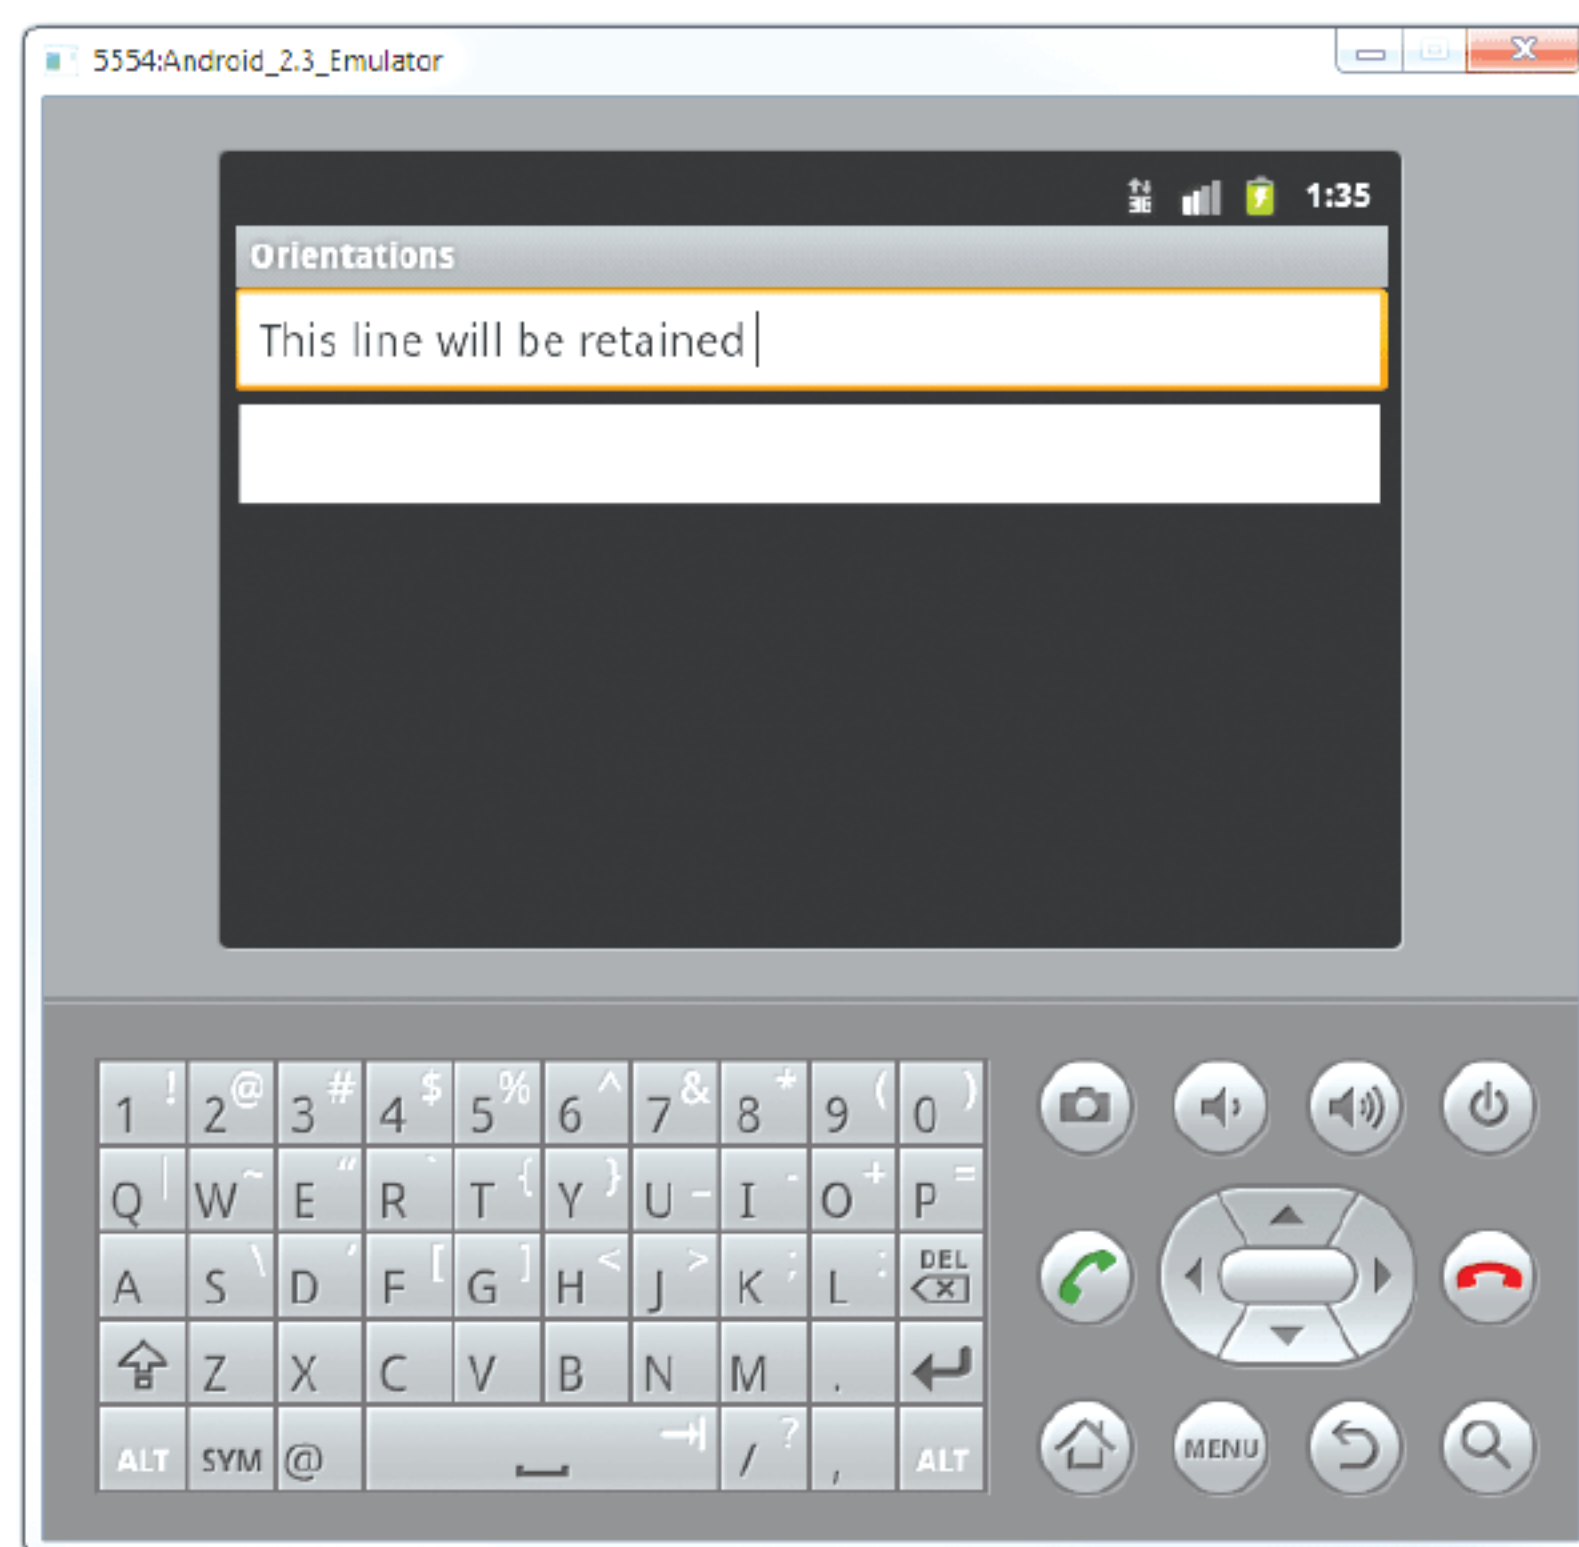 5554:Android_2.3_Emulator
3G 1:35
Orientations
This line will be retained
1 ! 2 @ 3 # 4 $ 5 % 6 ^ 7 & 8 * 9 ( 0 )
Q | W ~ E " R ` T { Y } U _ I - O + P =
A S \ D ' F [ G ] H < J > K ; L : DEL
Z X C V B N M .
ALT SYM @ / ? , ALT
MENU